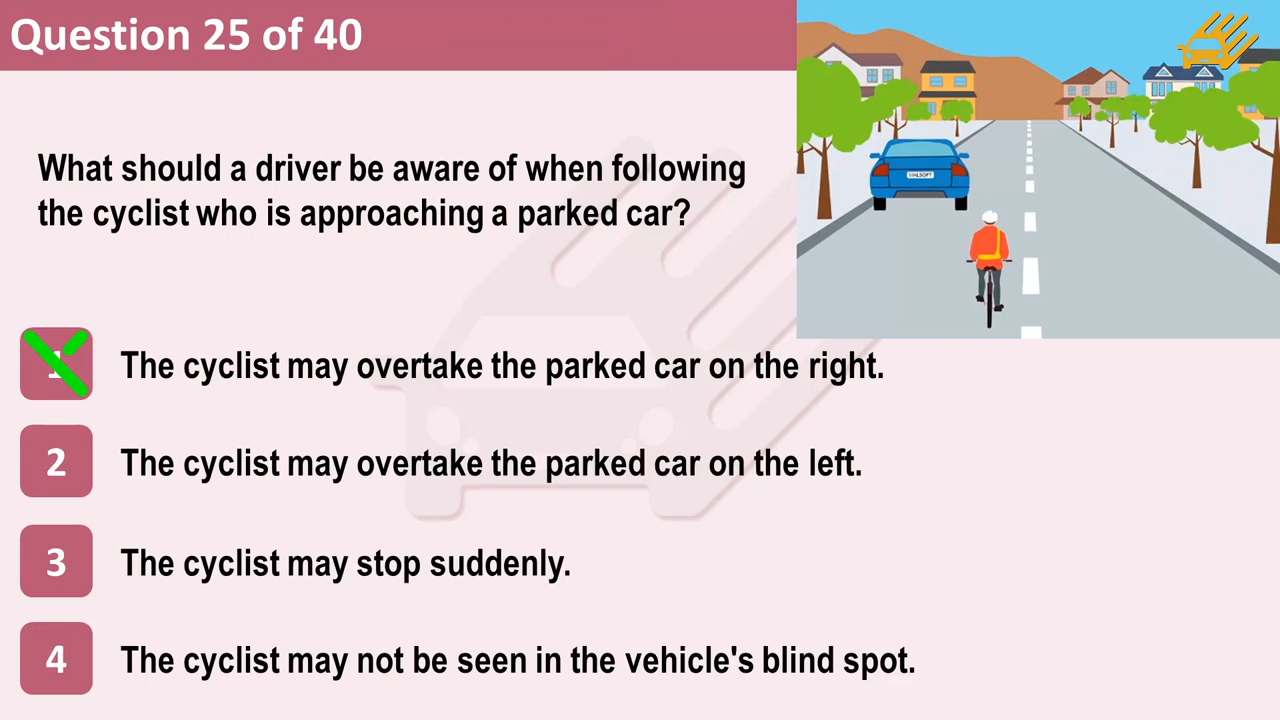 Question 25 of 40
What should a driver be aware of when following
the cyclist who is approaching a parked car?
VIALSOFT
1 The cyclist may overtake the parked car on the right.
2 The cyclist may overtake the parked car on the left.
3 The cyclist may stop suddenly.
4 The cyclist may not be seen in the vehicle's blind spot.